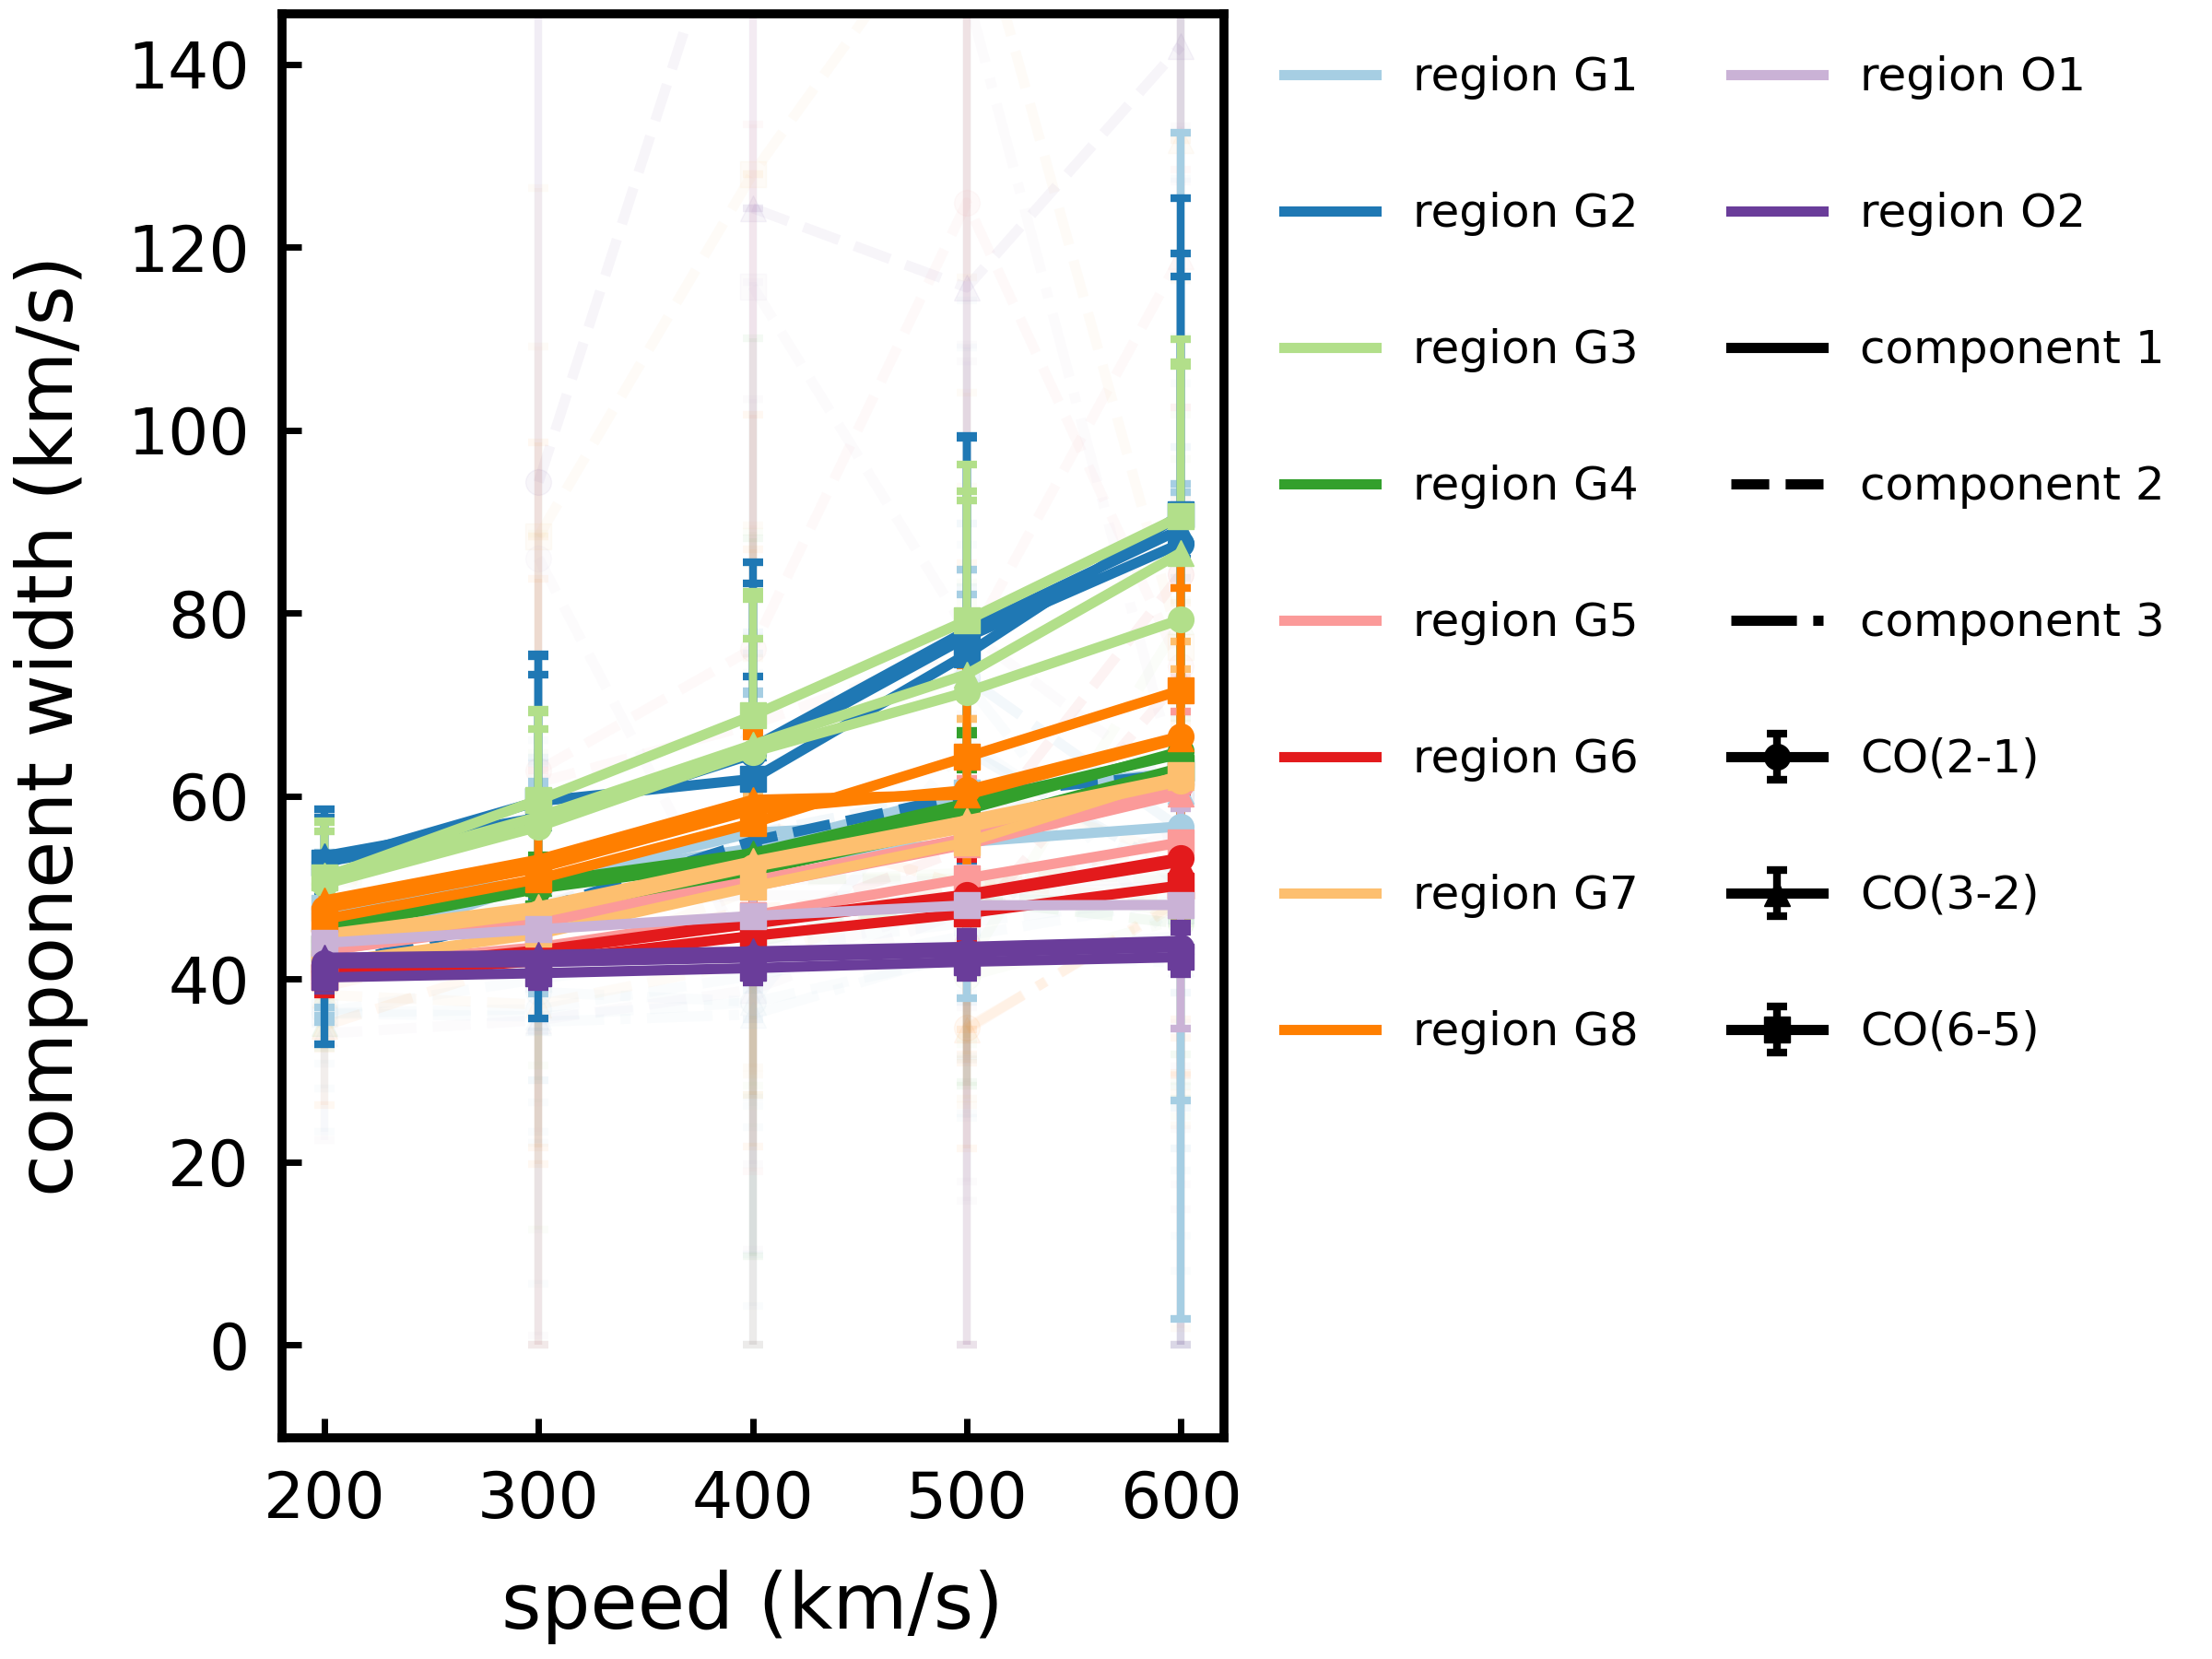 component width (km/s)
140
120
100
80
60
40
20
0
200 300 400 500 600
speed (km/s)
region G1
region G2
region G3
region G4
region G5
region G6
region G7
region G8
region O1
region O2
component 1
component 2
component 3
CO(2-1)
CO(3-2)
CO(6-5)